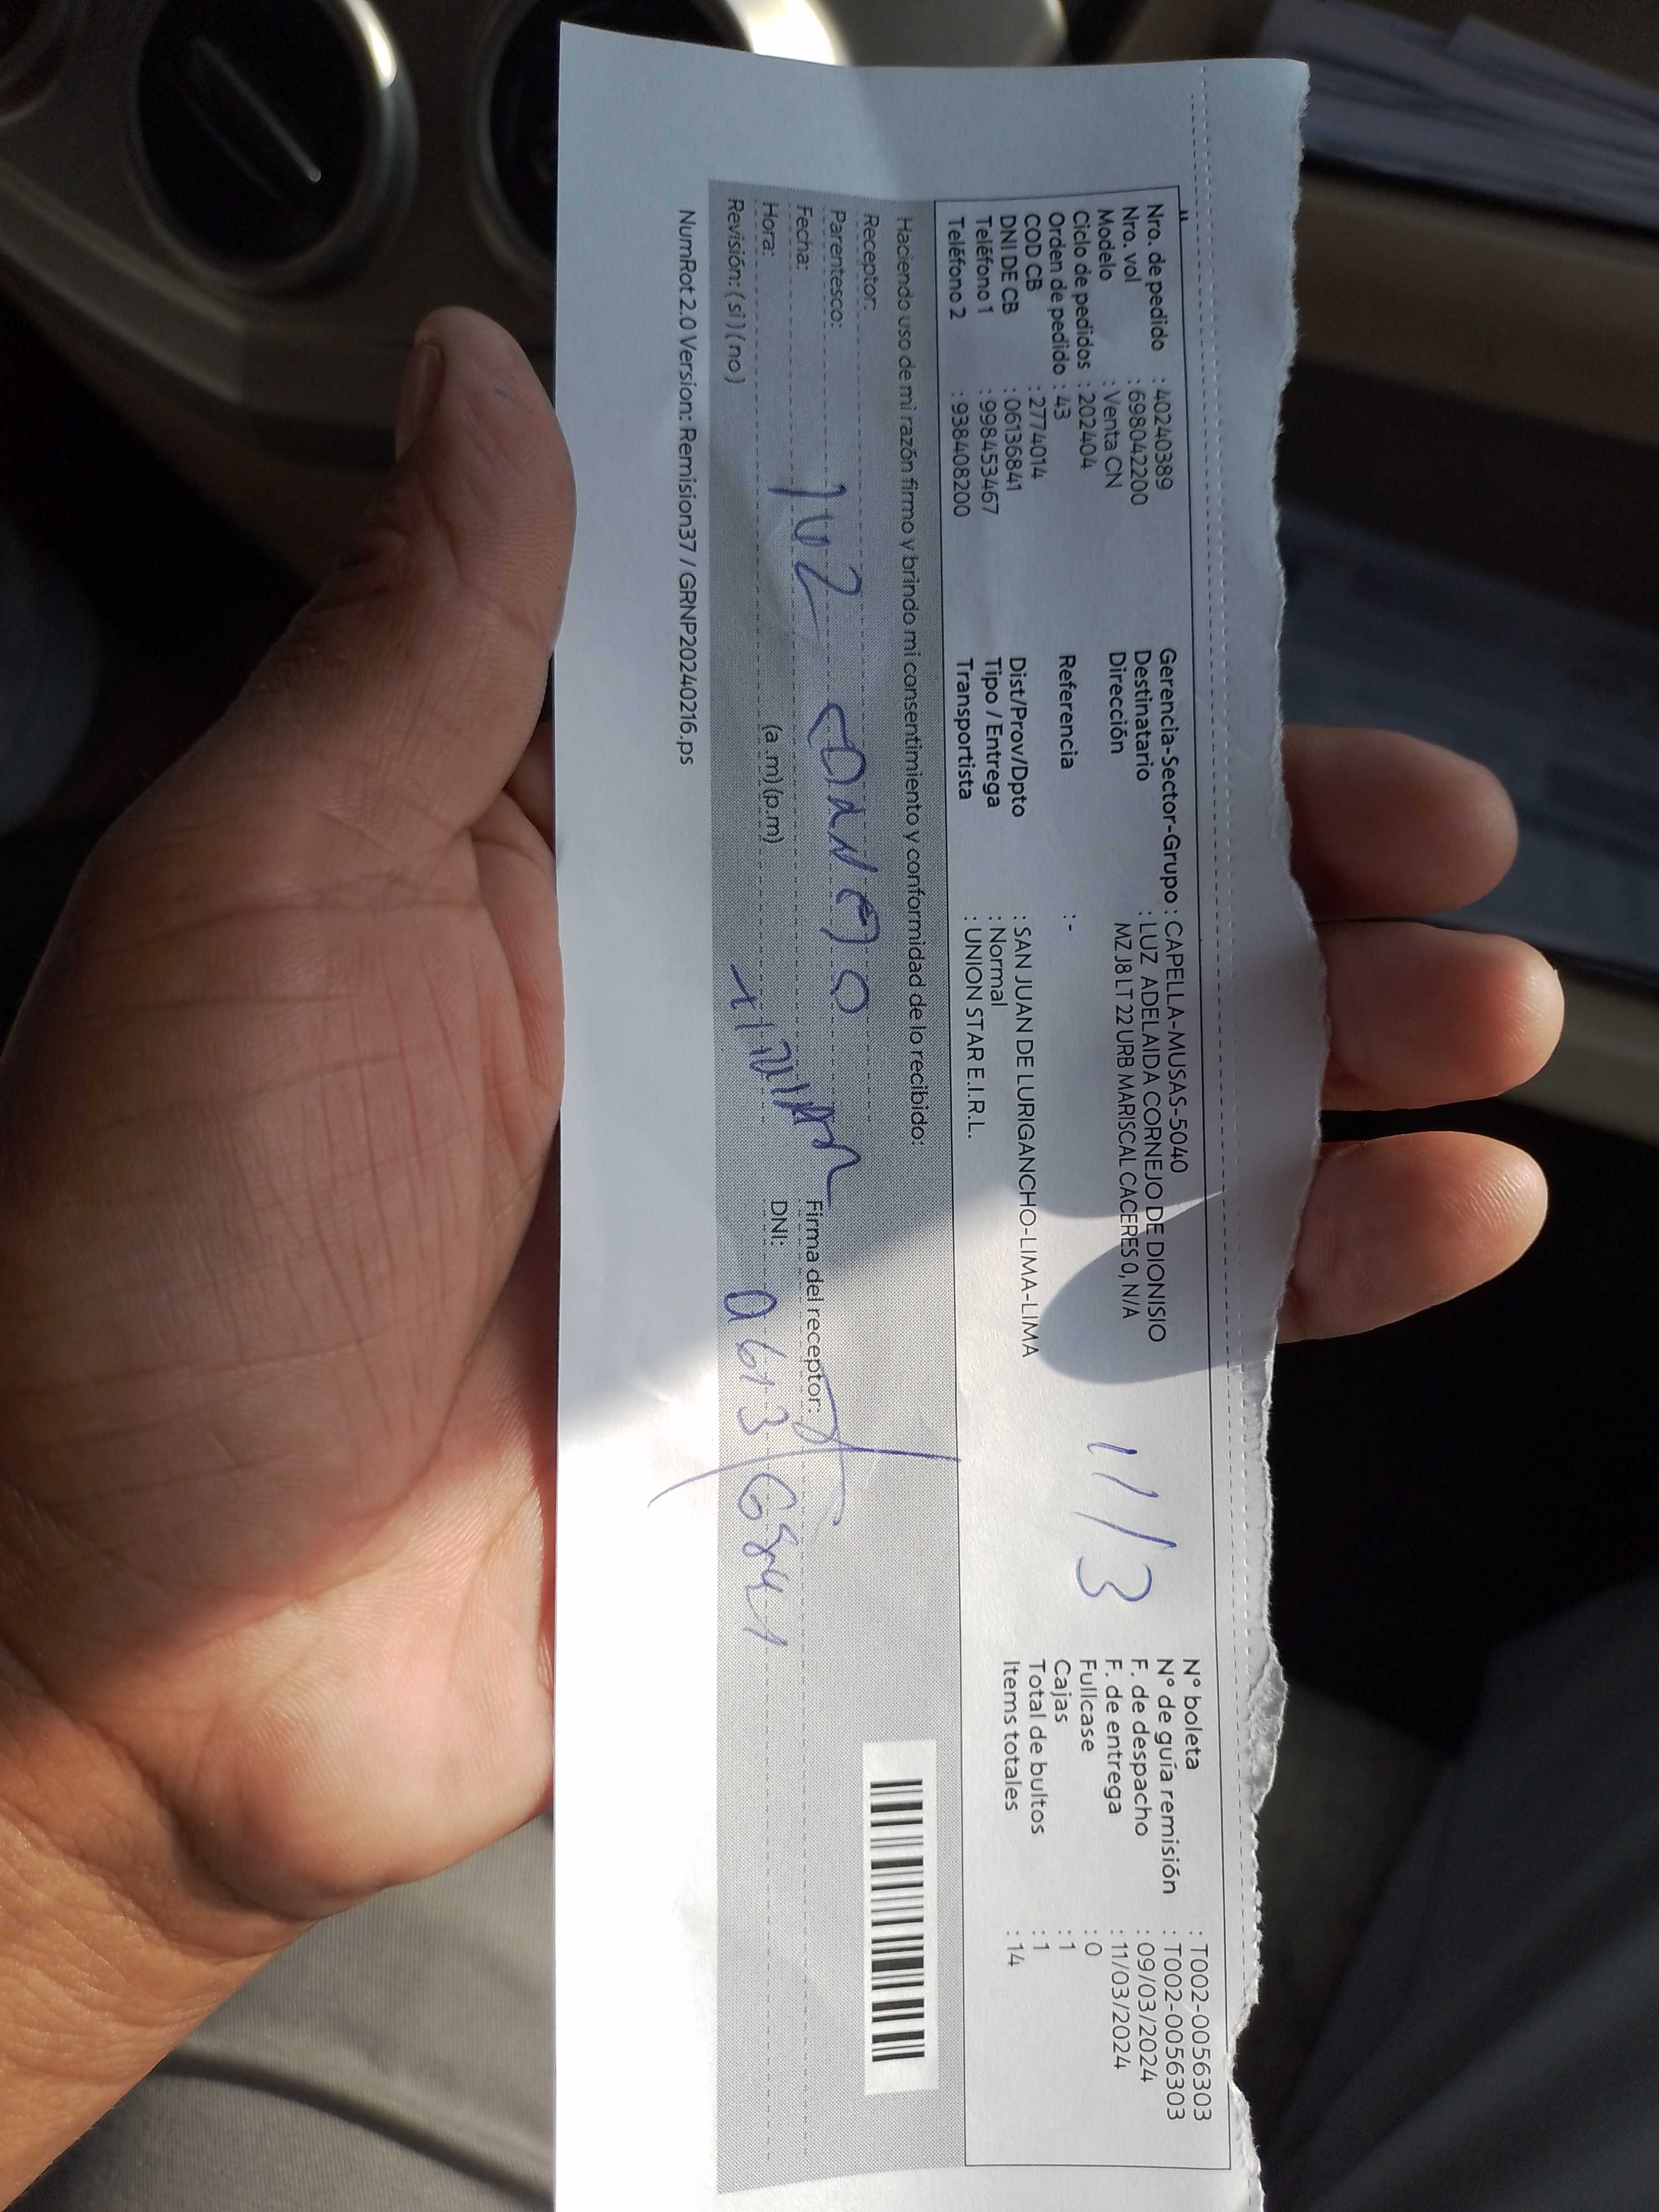 Nro. de pedido : 40240389
Nro. vol : 698042200
Modelo : Venta CN
Ciclo de pedidos : 202404
Orden de pedido : 43
COD CB : 2774014
DNI DE CB : 06136841
Teléfono 1 : 998453467
Teléfono 2 : 938408200
Gerencia-Sector-Grupo : CAPELLA-MUSAS-5040
Destinatario : LUZ ADELAIDA CORNEJO DE DIONISIO
Dirección MZ J8 LT 22 URB MARISCAL CACERES 0, N/A
Referencia :-
Dist/Prov/Dpto : SAN JUAN DE LURIGANCHO-LIMA-LIMA
Tipo / Entrega : Normal
Transportista : UNION STAR E.I.R.L.
11/3
N° boleta : T002-0056303
N° de guía remisión : T002-0056303
F. de despacho : 09/03/2024
F. de entrega : 11/03/2024
Fullcase : 0
Cajas : 1
Total de bultos : 1
Items totales : 14
Haciendo uso de mi razón firmo y brindo mi consentimiento y conformidad de lo recibido:
Receptor:
Parentesco:
Fecha:
Hora: (a.m) (p.m)
Revisión: ( si ) ( no )
Firma del receptor:
DNI: 06136841
NumRot 2.0 Version: Remision37 / GRNP20240216.ps